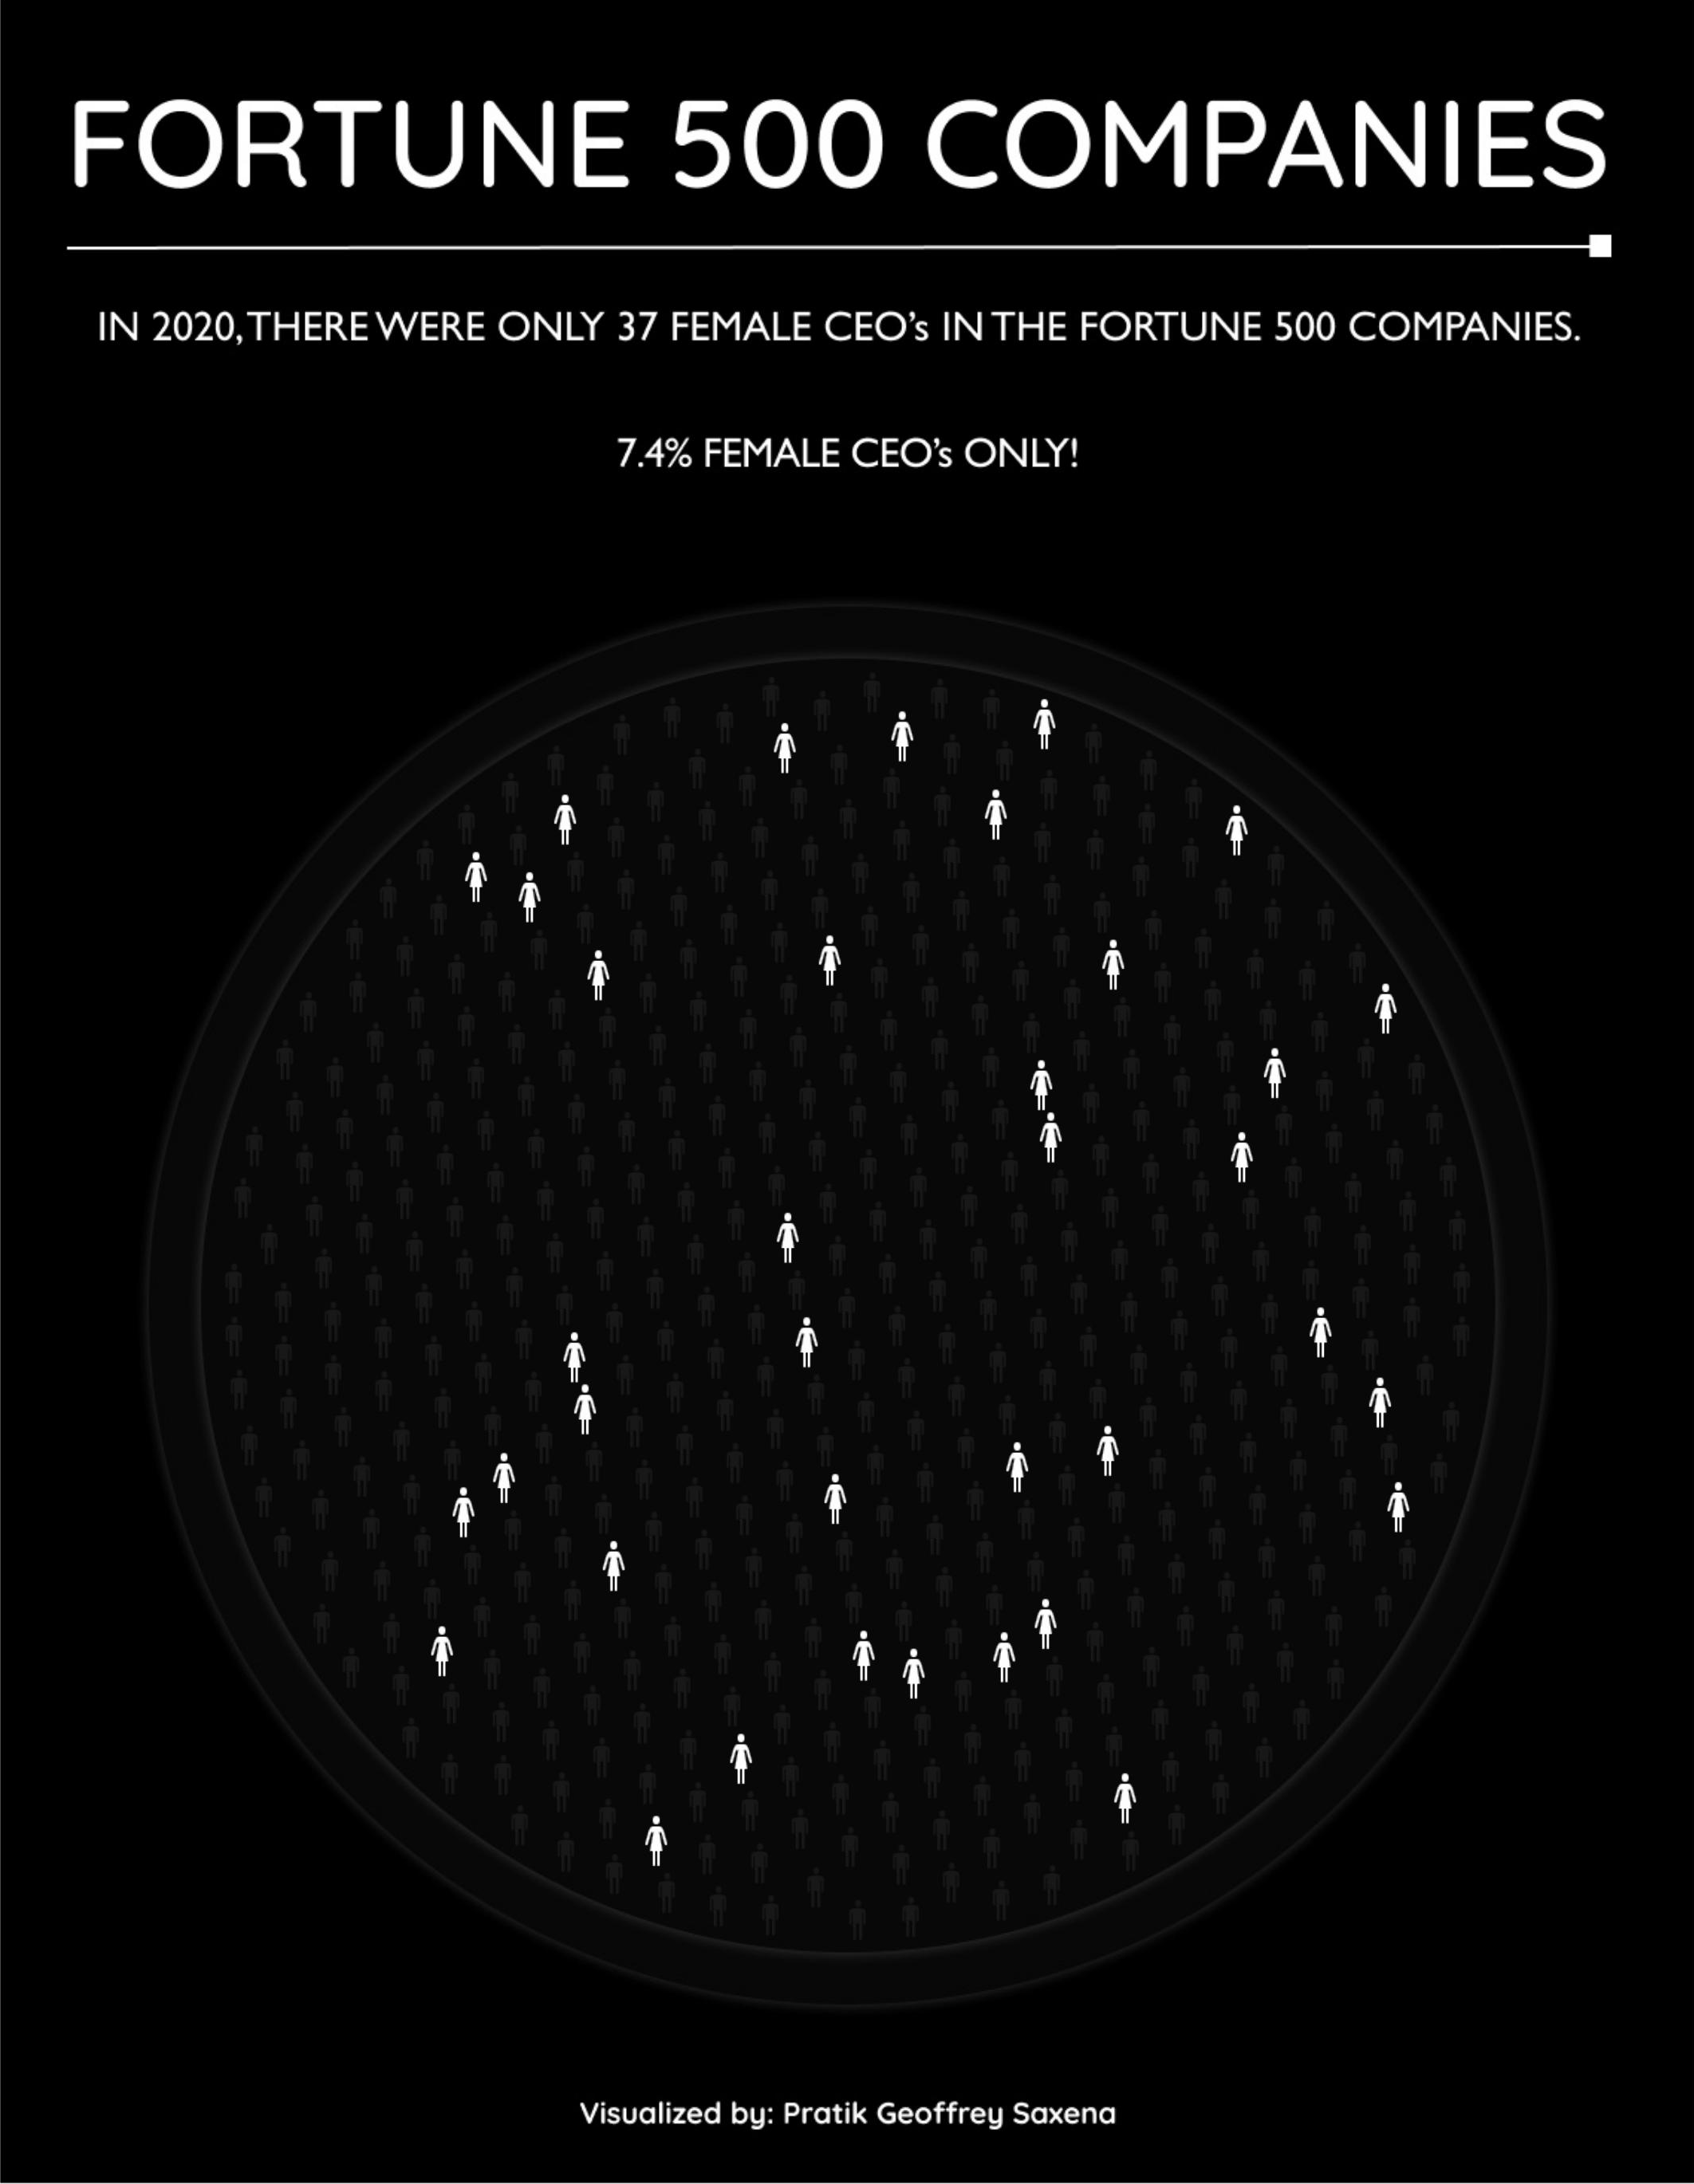 FORTUNE 500 COMPANIES
IN 2020, THERE WERE ONLY 37 FEMALE CEO's IN THE FORTUNE 500 COMPANIES.
7.4% FEMALE CEO's ONLY!
Visualized by: Pratik Geoffrey Saxena